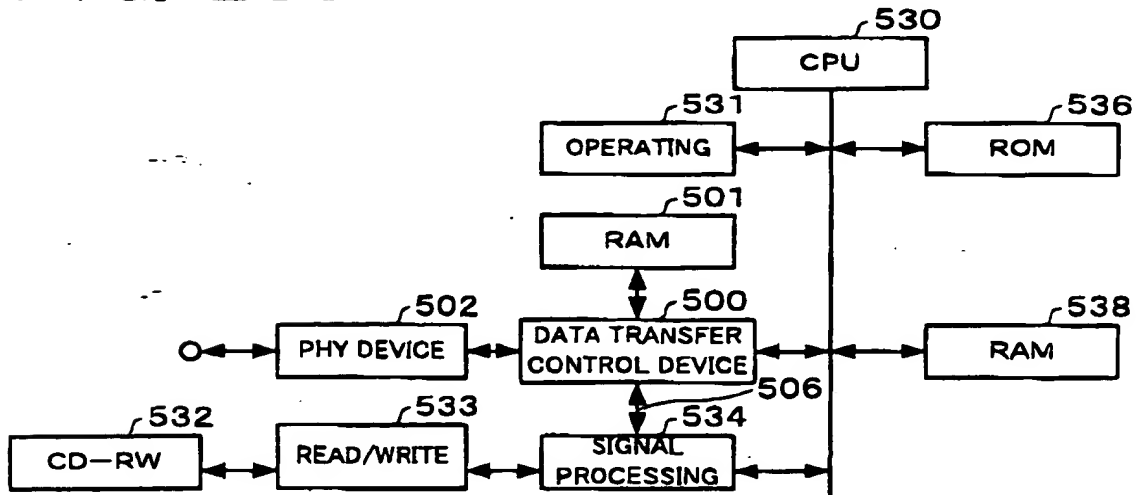 530
CPU
531
536
OPERATING
ROM
501
RAM
502
500
538
PHY DEVICE
DATA TRANSFER
CONTROL DEVICE
RAM
506
532
533
534
CD-RW
READ/WRITE
SIGNAL
PROCESSING